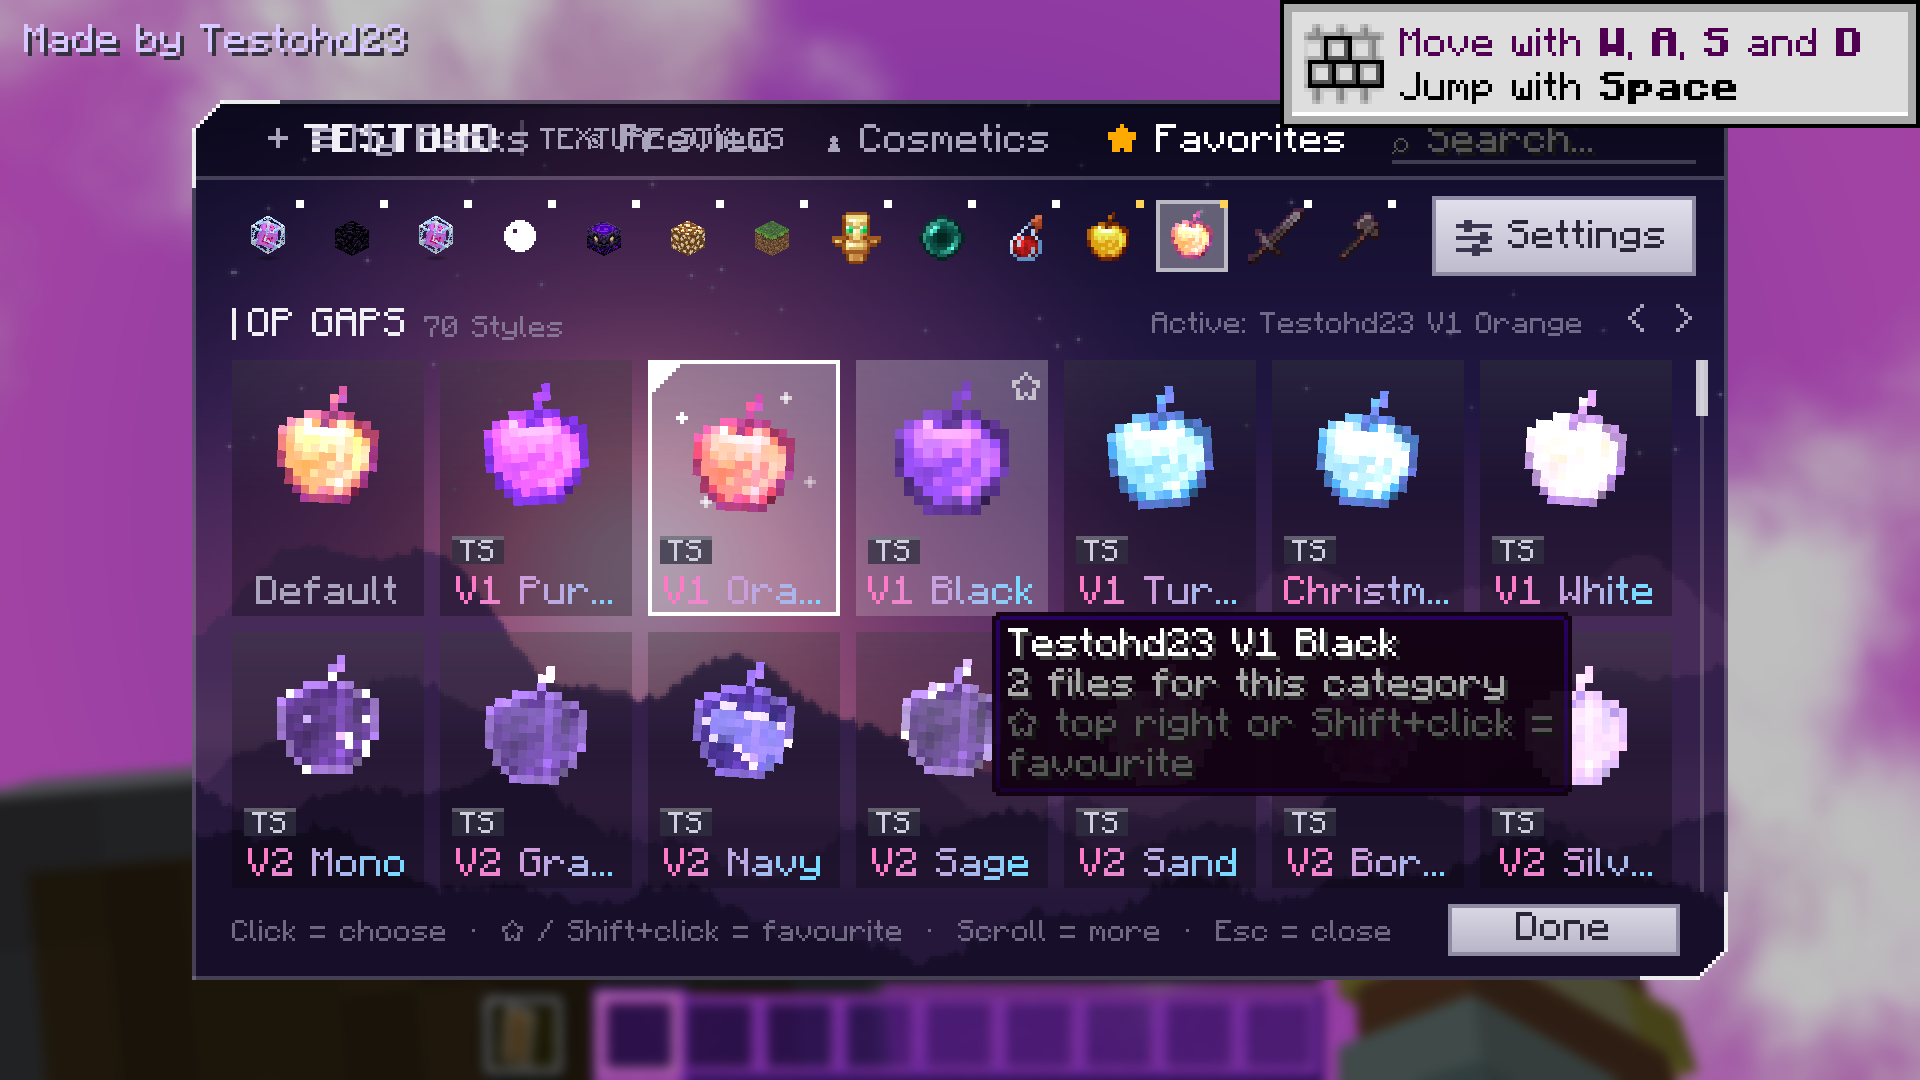 Made by Testohd23
Move with W, A, S and D
Jump with Space
+ TESTOHD | TEXTURE STYLES
Preview
Cosmetics
Favorites
Search...
Settings
OP GAPS 70 Styles
Active: Testohd23 V1 Orange
TS
TS
TS
TS
TS
TS
Default
V1 Pur...
V1 Ora...
V1 Black
V1 Tur...
Christm...
V1 White
Testohd23 V1 Black
2 files for this category
☆ top right or Shift+click =
favourite
TS
TS
TS
TS
TS
TS
TS
V2 Mono
V2 Gra...
V2 Navy
V2 Sage
V2 Sand
V2 Bor...
V2 Silv...
Click = choose · ☆ / Shift+click = favourite · Scroll = more · Esc = close
Done